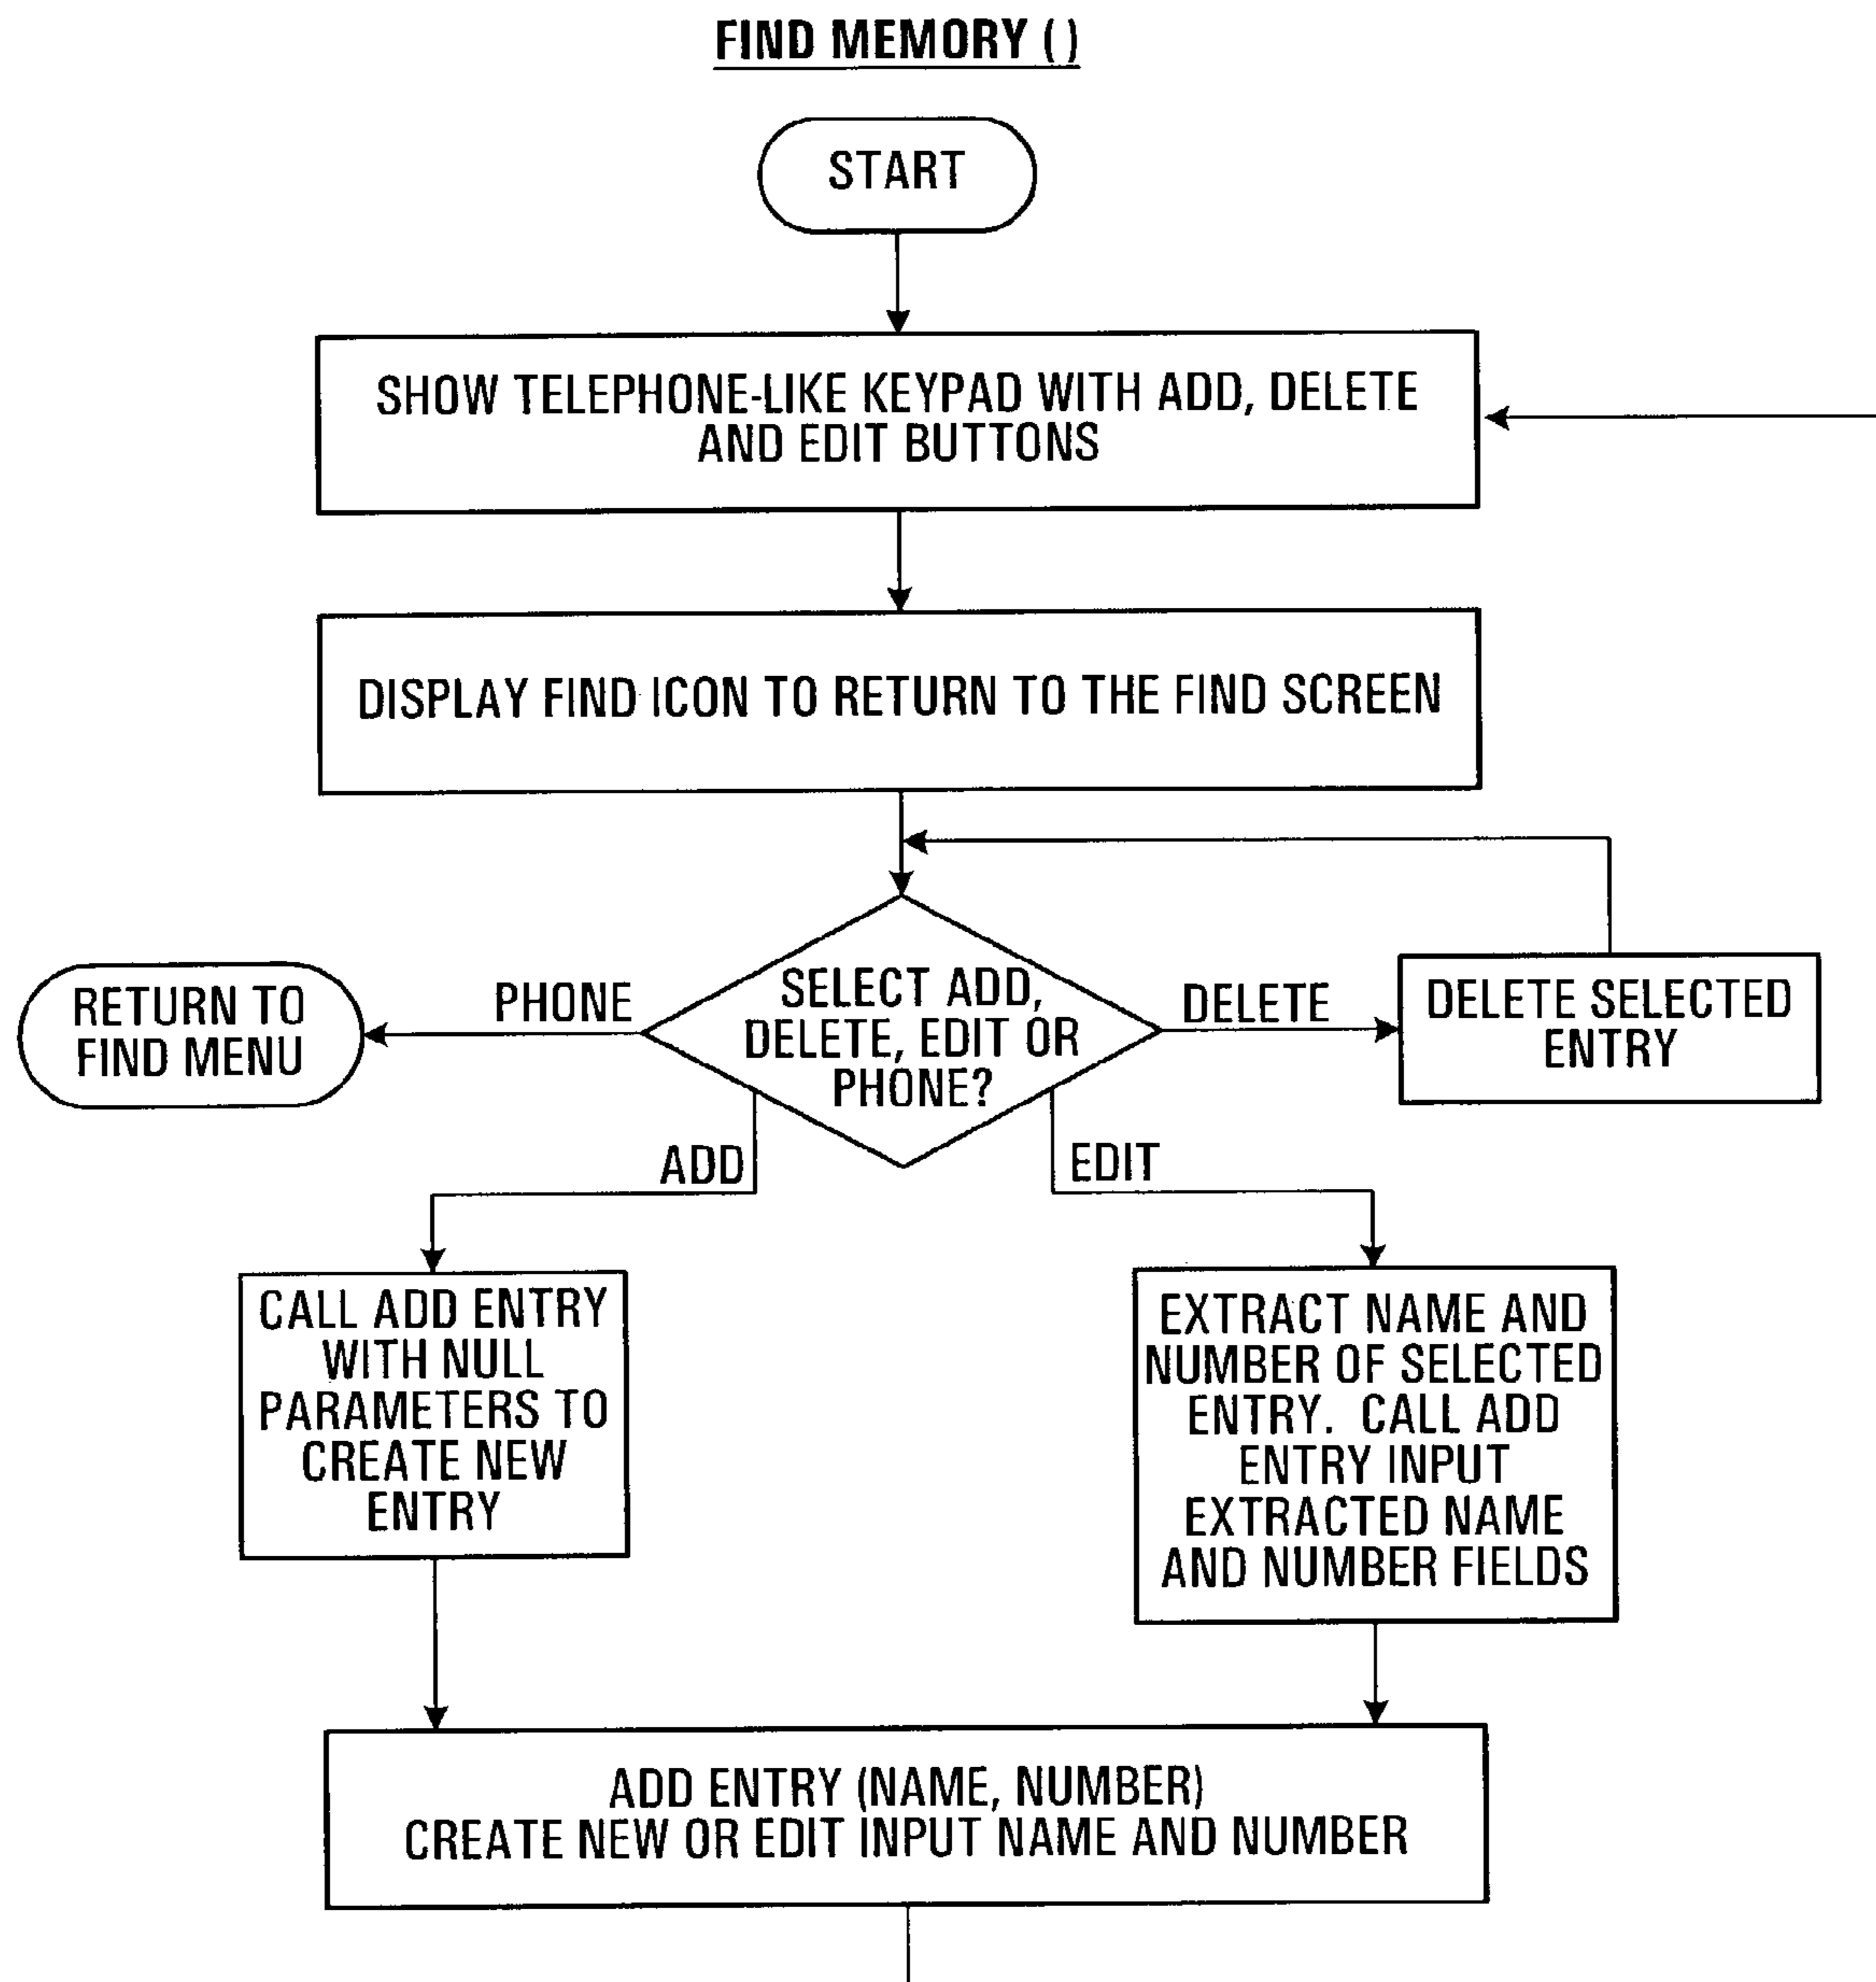 FIND MEMORY ( )
START
SHOW TELEPHONE-LIKE KEYPAD WITH ADD, DELETE
AND EDIT BUTTONS
DISPLAY FIND ICON TO RETURN TO THE FIND SCREEN
RETURN TO
FIND MENU
PHONE
SELECT ADD,
DELETE, EDIT OR
PHONE?
DELETE
DELETE SELECTED
ENTRY
ADD
EDIT
CALL ADD ENTRY
WITH NULL
PARAMETERS TO
CREATE NEW
ENTRY
EXTRACT NAME AND
NUMBER OF SELECTED
ENTRY. CALL ADD
ENTRY INPUT
EXTRACTED NAME
AND NUMBER FIELDS
ADD ENTRY (NAME, NUMBER)
CREATE NEW OR EDIT INPUT NAME AND NUMBER